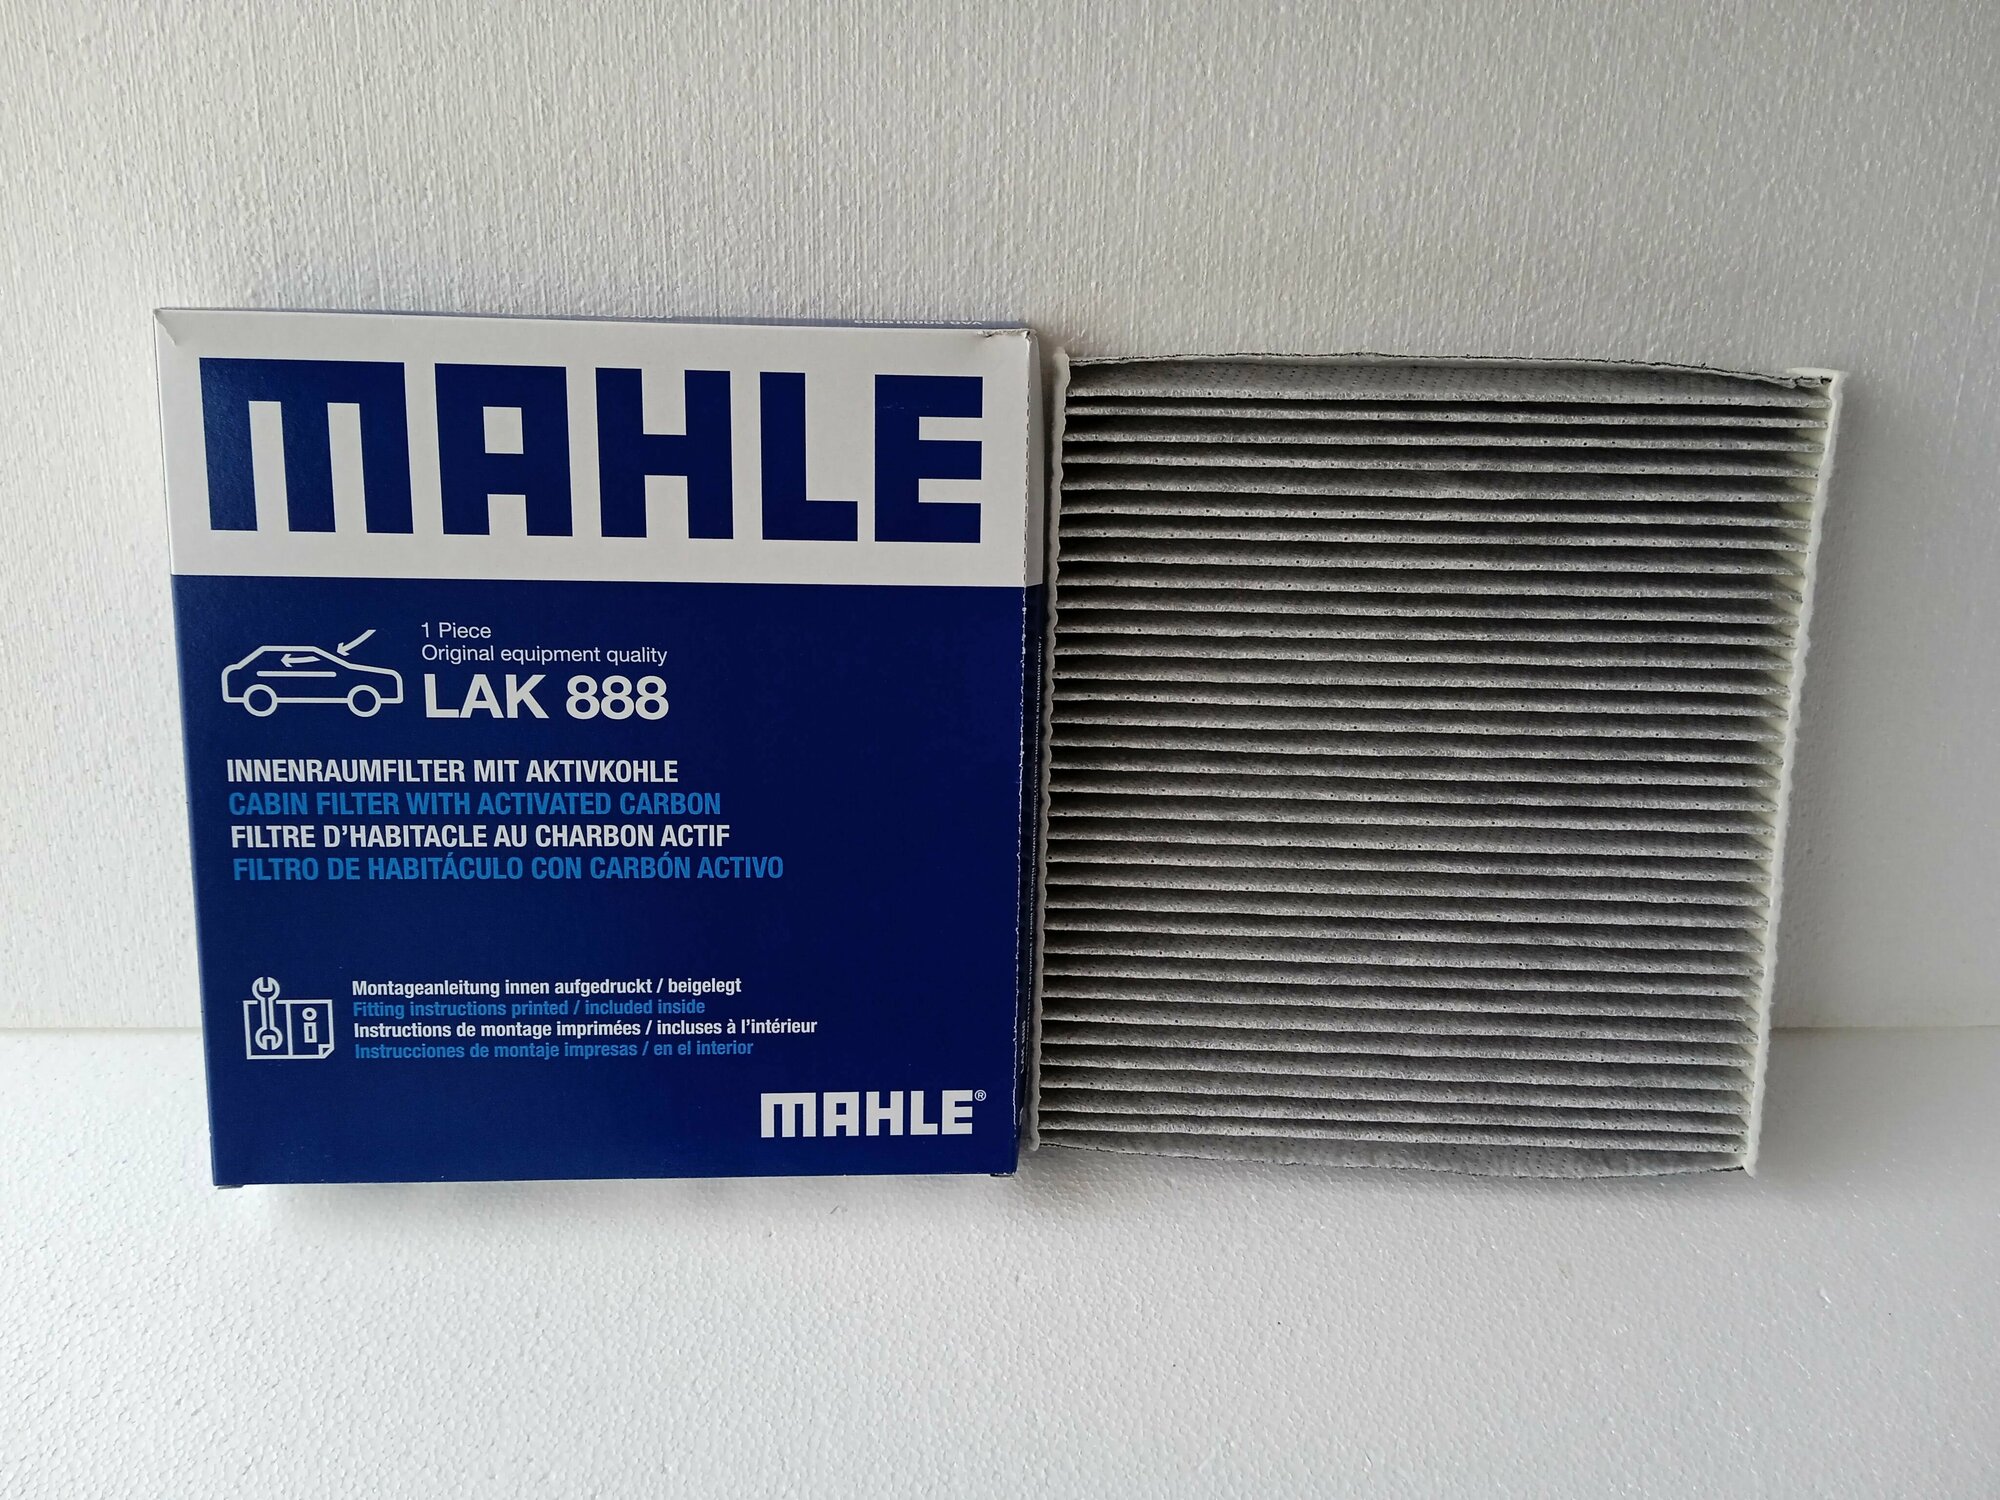 MAHLE
1 Piece
Original equipment quality
LAK 888
INNENRAUMFILTER MIT AKTIVKOHLE
CABIN FILTER WITH ACTIVATED CARBON
FILTRE D'HABITACLE AU CHARBON ACTIF
FILTRO DE HABITÁCULO CON CARBÓN ACTIVO
Montageanleitung innen aufgedruckt / beigelegt
Fitting instructions printed / included inside
Instructions de montage imprimées / incluses à l'intérieur
Instrucciones de montaje impresas / en el interior
MAHLE®